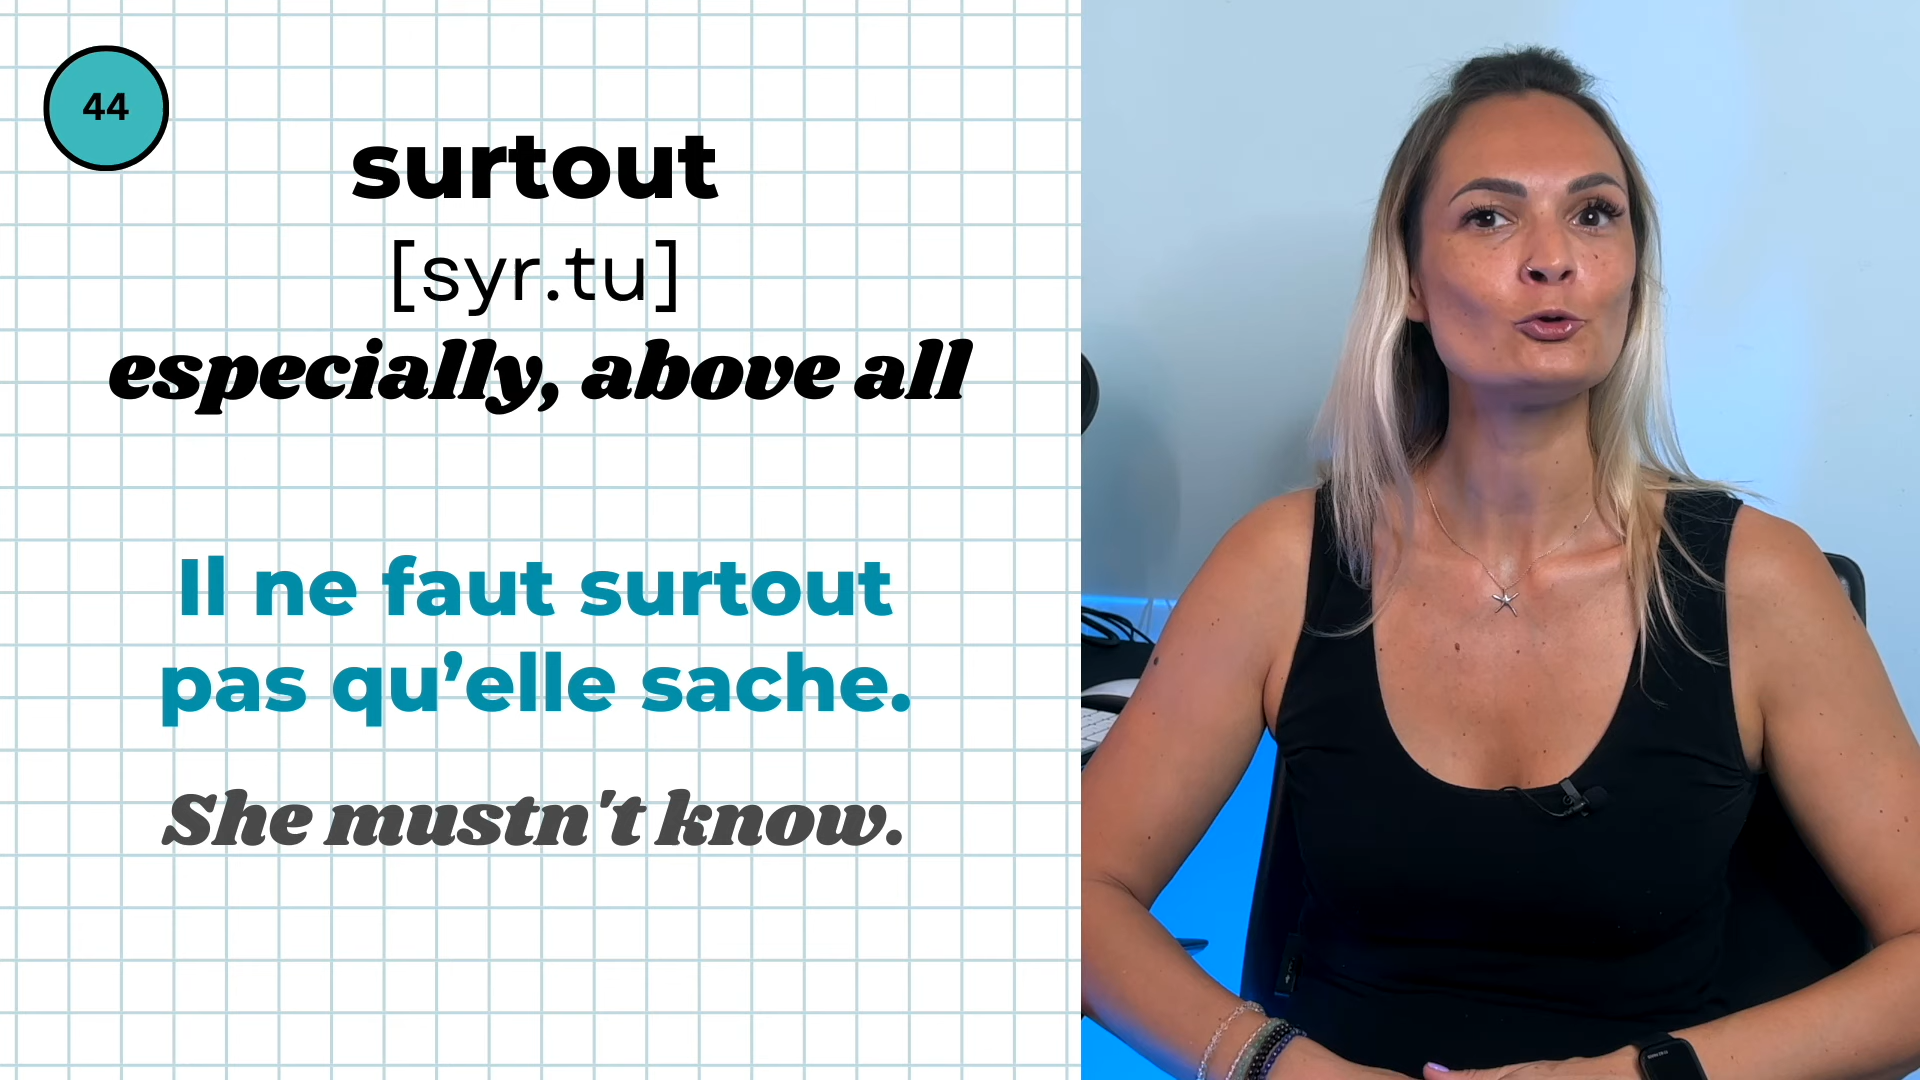 44
surtout
[syr.tu]
especially, above all
Il ne faut surtout
pas qu’elle sache.
She mustn't know.